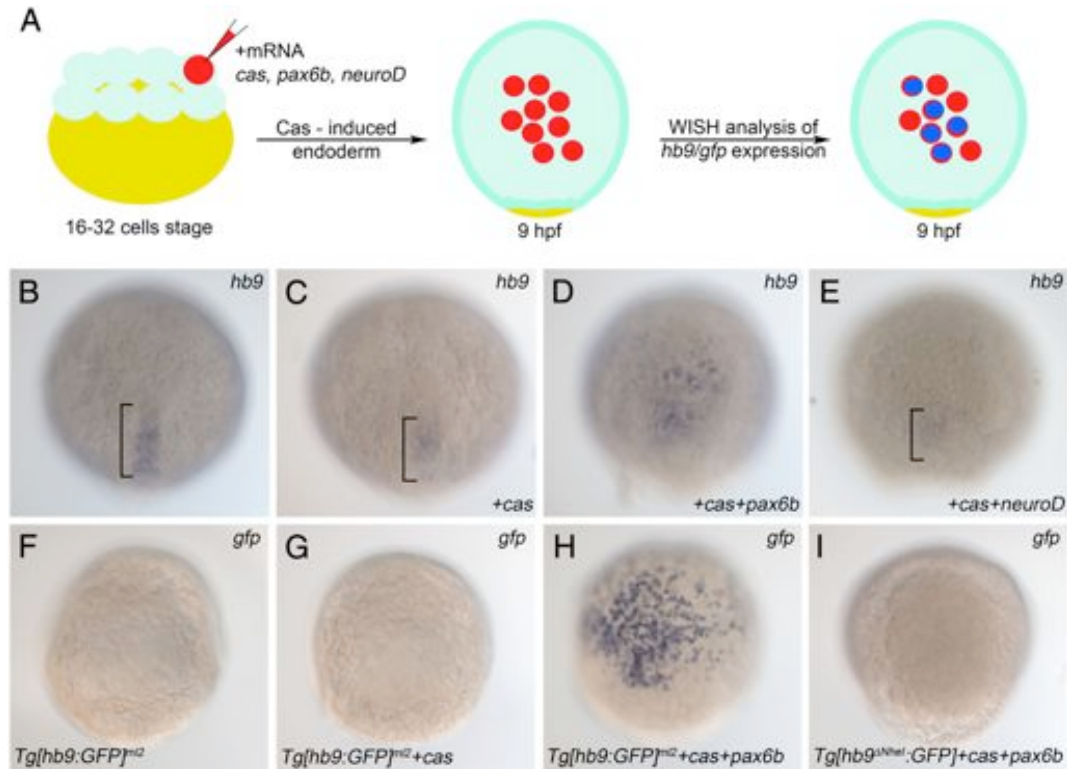 A
+mRNA
cas, pax6b, neuroD
Cas - induced
endoderm
WISH analysis of
hb9/gfp expression
16-32 cells stage
9 hpf
9 hpf
B
hb9
C
hb9
+cas
D
hb9
+cas+pax6b
E
hb9
+cas+neuroD
F
gfp
Tg[hb9:GFP]ml2
G
gfp
Tg[hb9:GFP]ml2+cas
H
gfp
Tg[hb9:GFP]ml2+cas+pax6b
I
gfp
Tg[hb9ΔNheI:GFP]+cas+pax6b